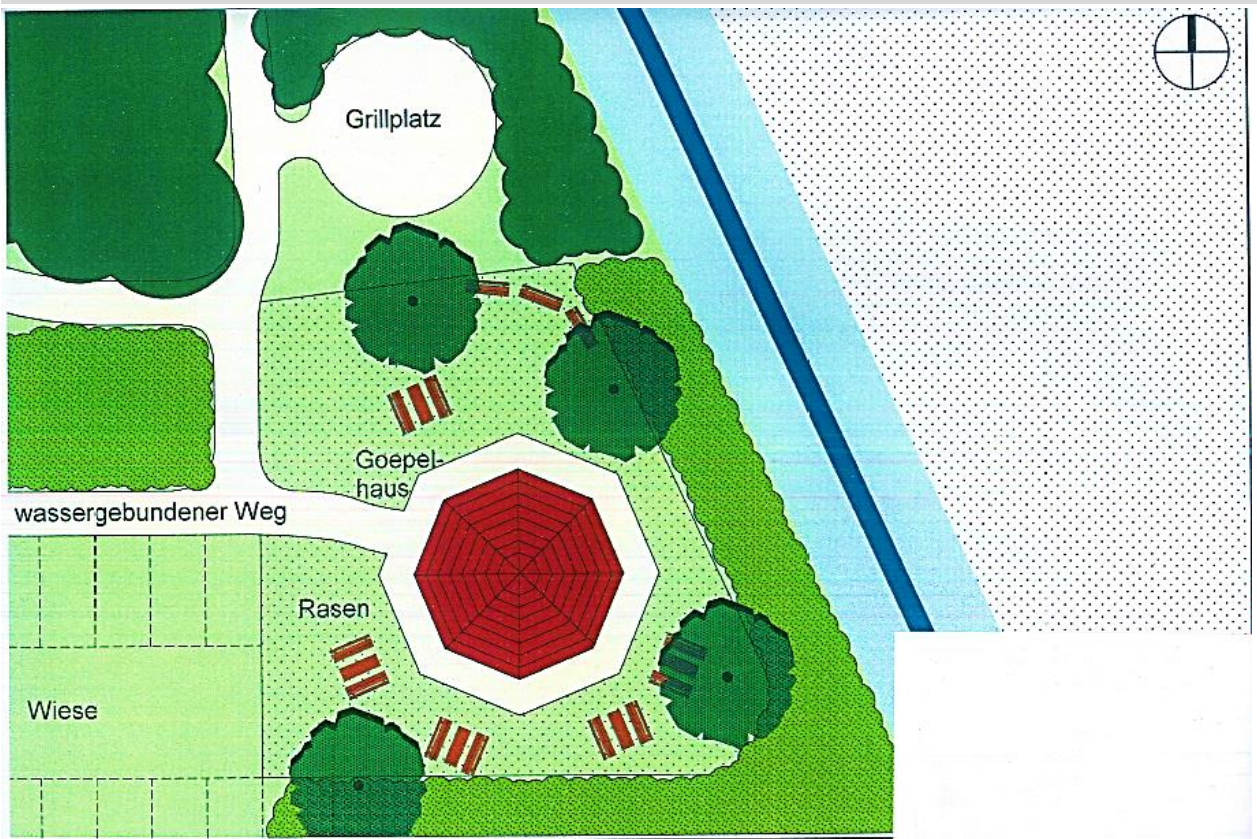 Grillplatz
Goepel-
haus
wassergebundener Weg
Rasen
Wiese